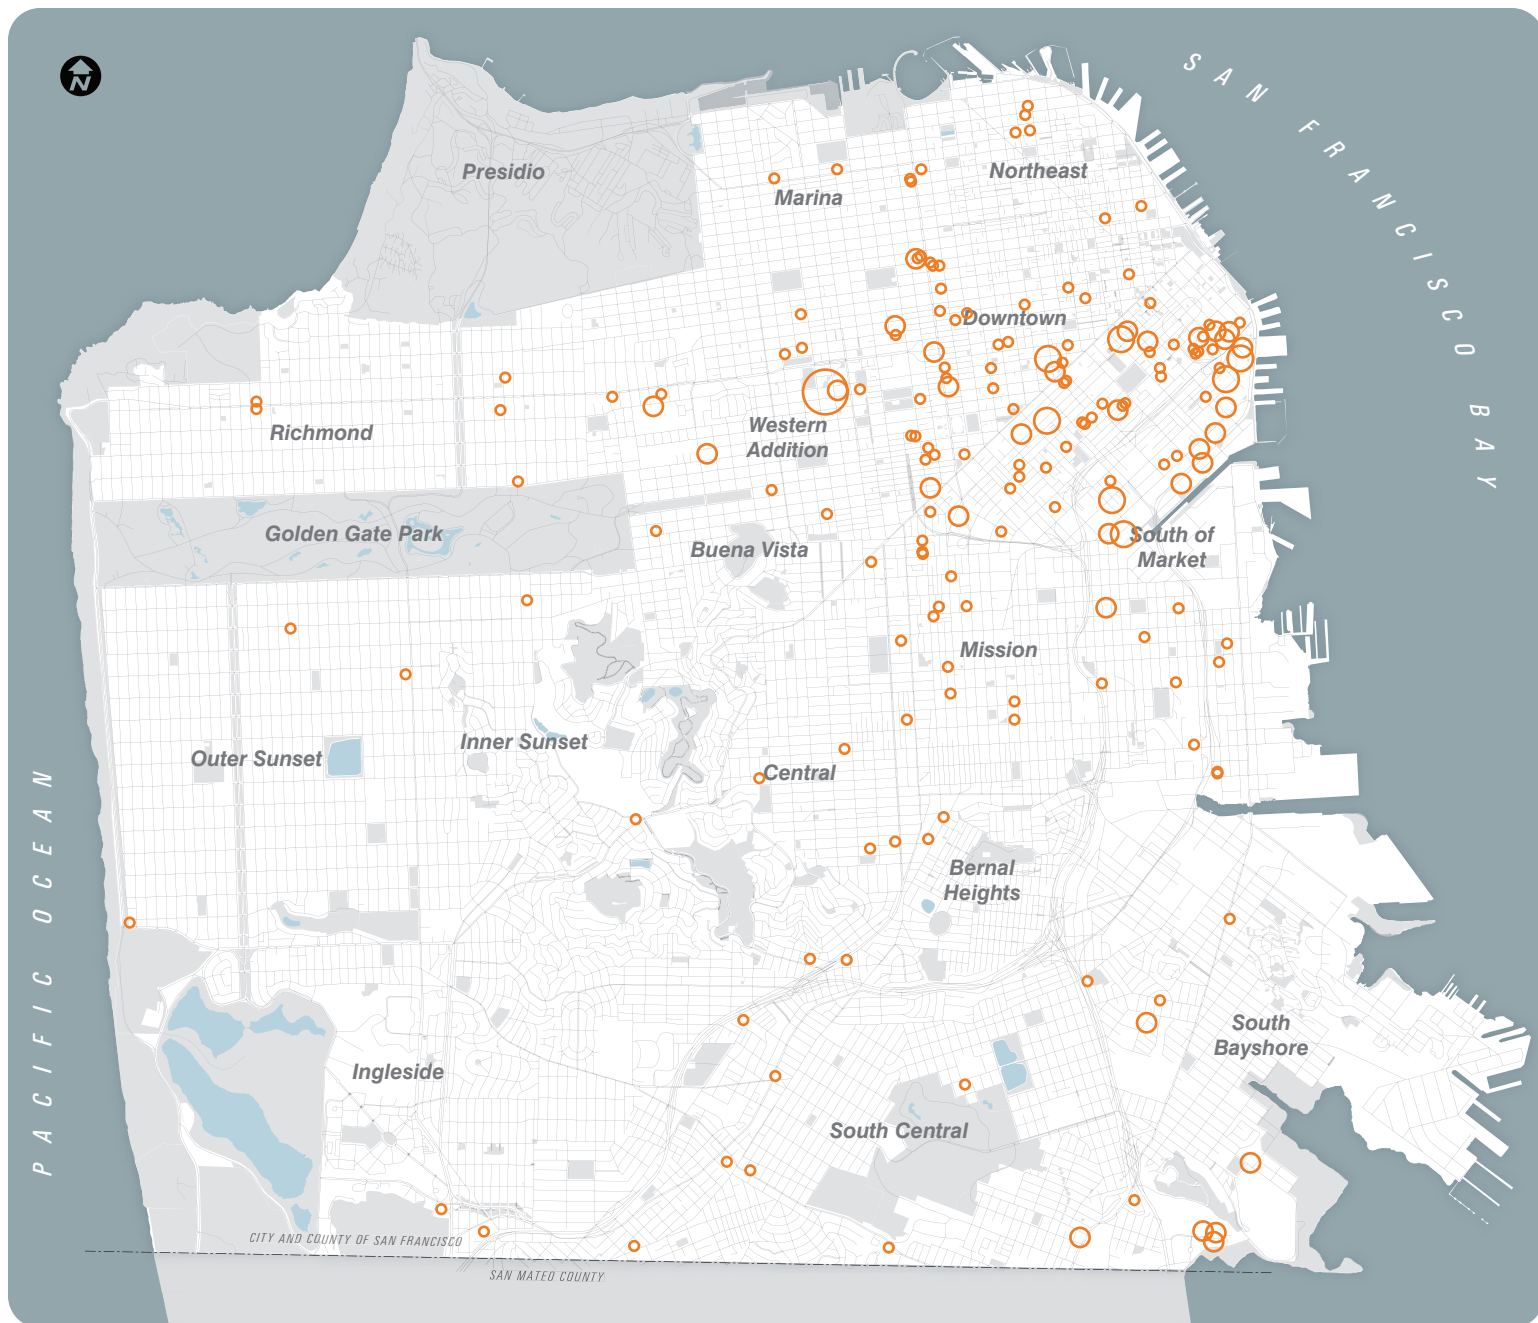 N
SAN FRANCISCO BAY
Presidio
Northeast
Marina
Downtown
Richmond
Western
Addition
Golden Gate Park
Buena Vista
South of
Market
Mission
Outer Sunset
Inner Sunset
Central
PACIFIC OCEAN
Bernal
Heights
South
Bayshore
Ingleside
South Central
CITY AND COUNTY OF SAN FRANCISCO
SAN MATEO COUNTY